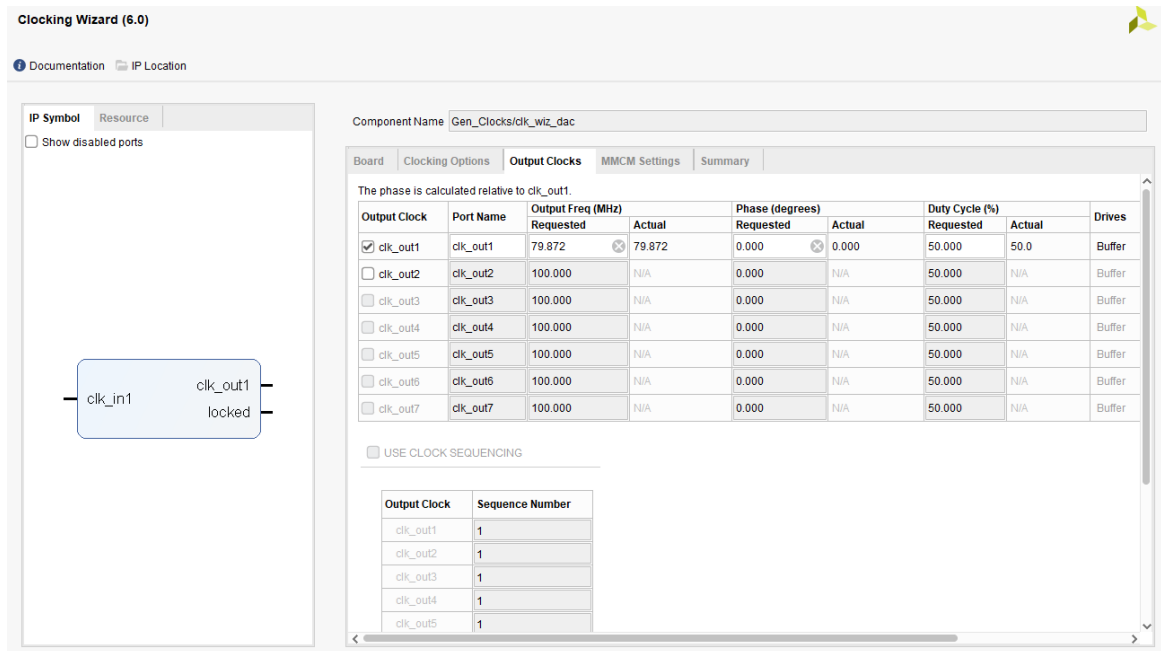 Clocking Wizard (6.0)
Documentation IP Location
IP Symbol Resource
Show disabled ports
clk_in1
clk_out1
locked
Component Name Gen_Clocks/clk_wiz_dac
Board Clocking Options Output Clocks MMCM Settings Summary
The phase is calculated relative to clk_out1.
Output Clock Port Name Output Freq (MHz) Phase (degrees) Duty Cycle (%) Drives
Requested Actual Requested Actual Requested Actual
clk_out1 clk_out1 79.872 79.872 0.000 0.000 50.000 50.0 Buffer
clk_out2 clk_out2 100.000 N/A 0.000 N/A 50.000 N/A Buffer
clk_out3 clk_out3 100.000 N/A 0.000 N/A 50.000 N/A Buffer
clk_out4 clk_out4 100.000 N/A 0.000 N/A 50.000 N/A Buffer
clk_out5 clk_out5 100.000 N/A 0.000 N/A 50.000 N/A Buffer
clk_out6 clk_out6 100.000 N/A 0.000 N/A 50.000 N/A Buffer
clk_out7 clk_out7 100.000 N/A 0.000 N/A 50.000 N/A Buffer
USE CLOCK SEQUENCING
Output Clock Sequence Number
clk_out1 1
clk_out2 1
clk_out3 1
clk_out4 1
clk_out5 1